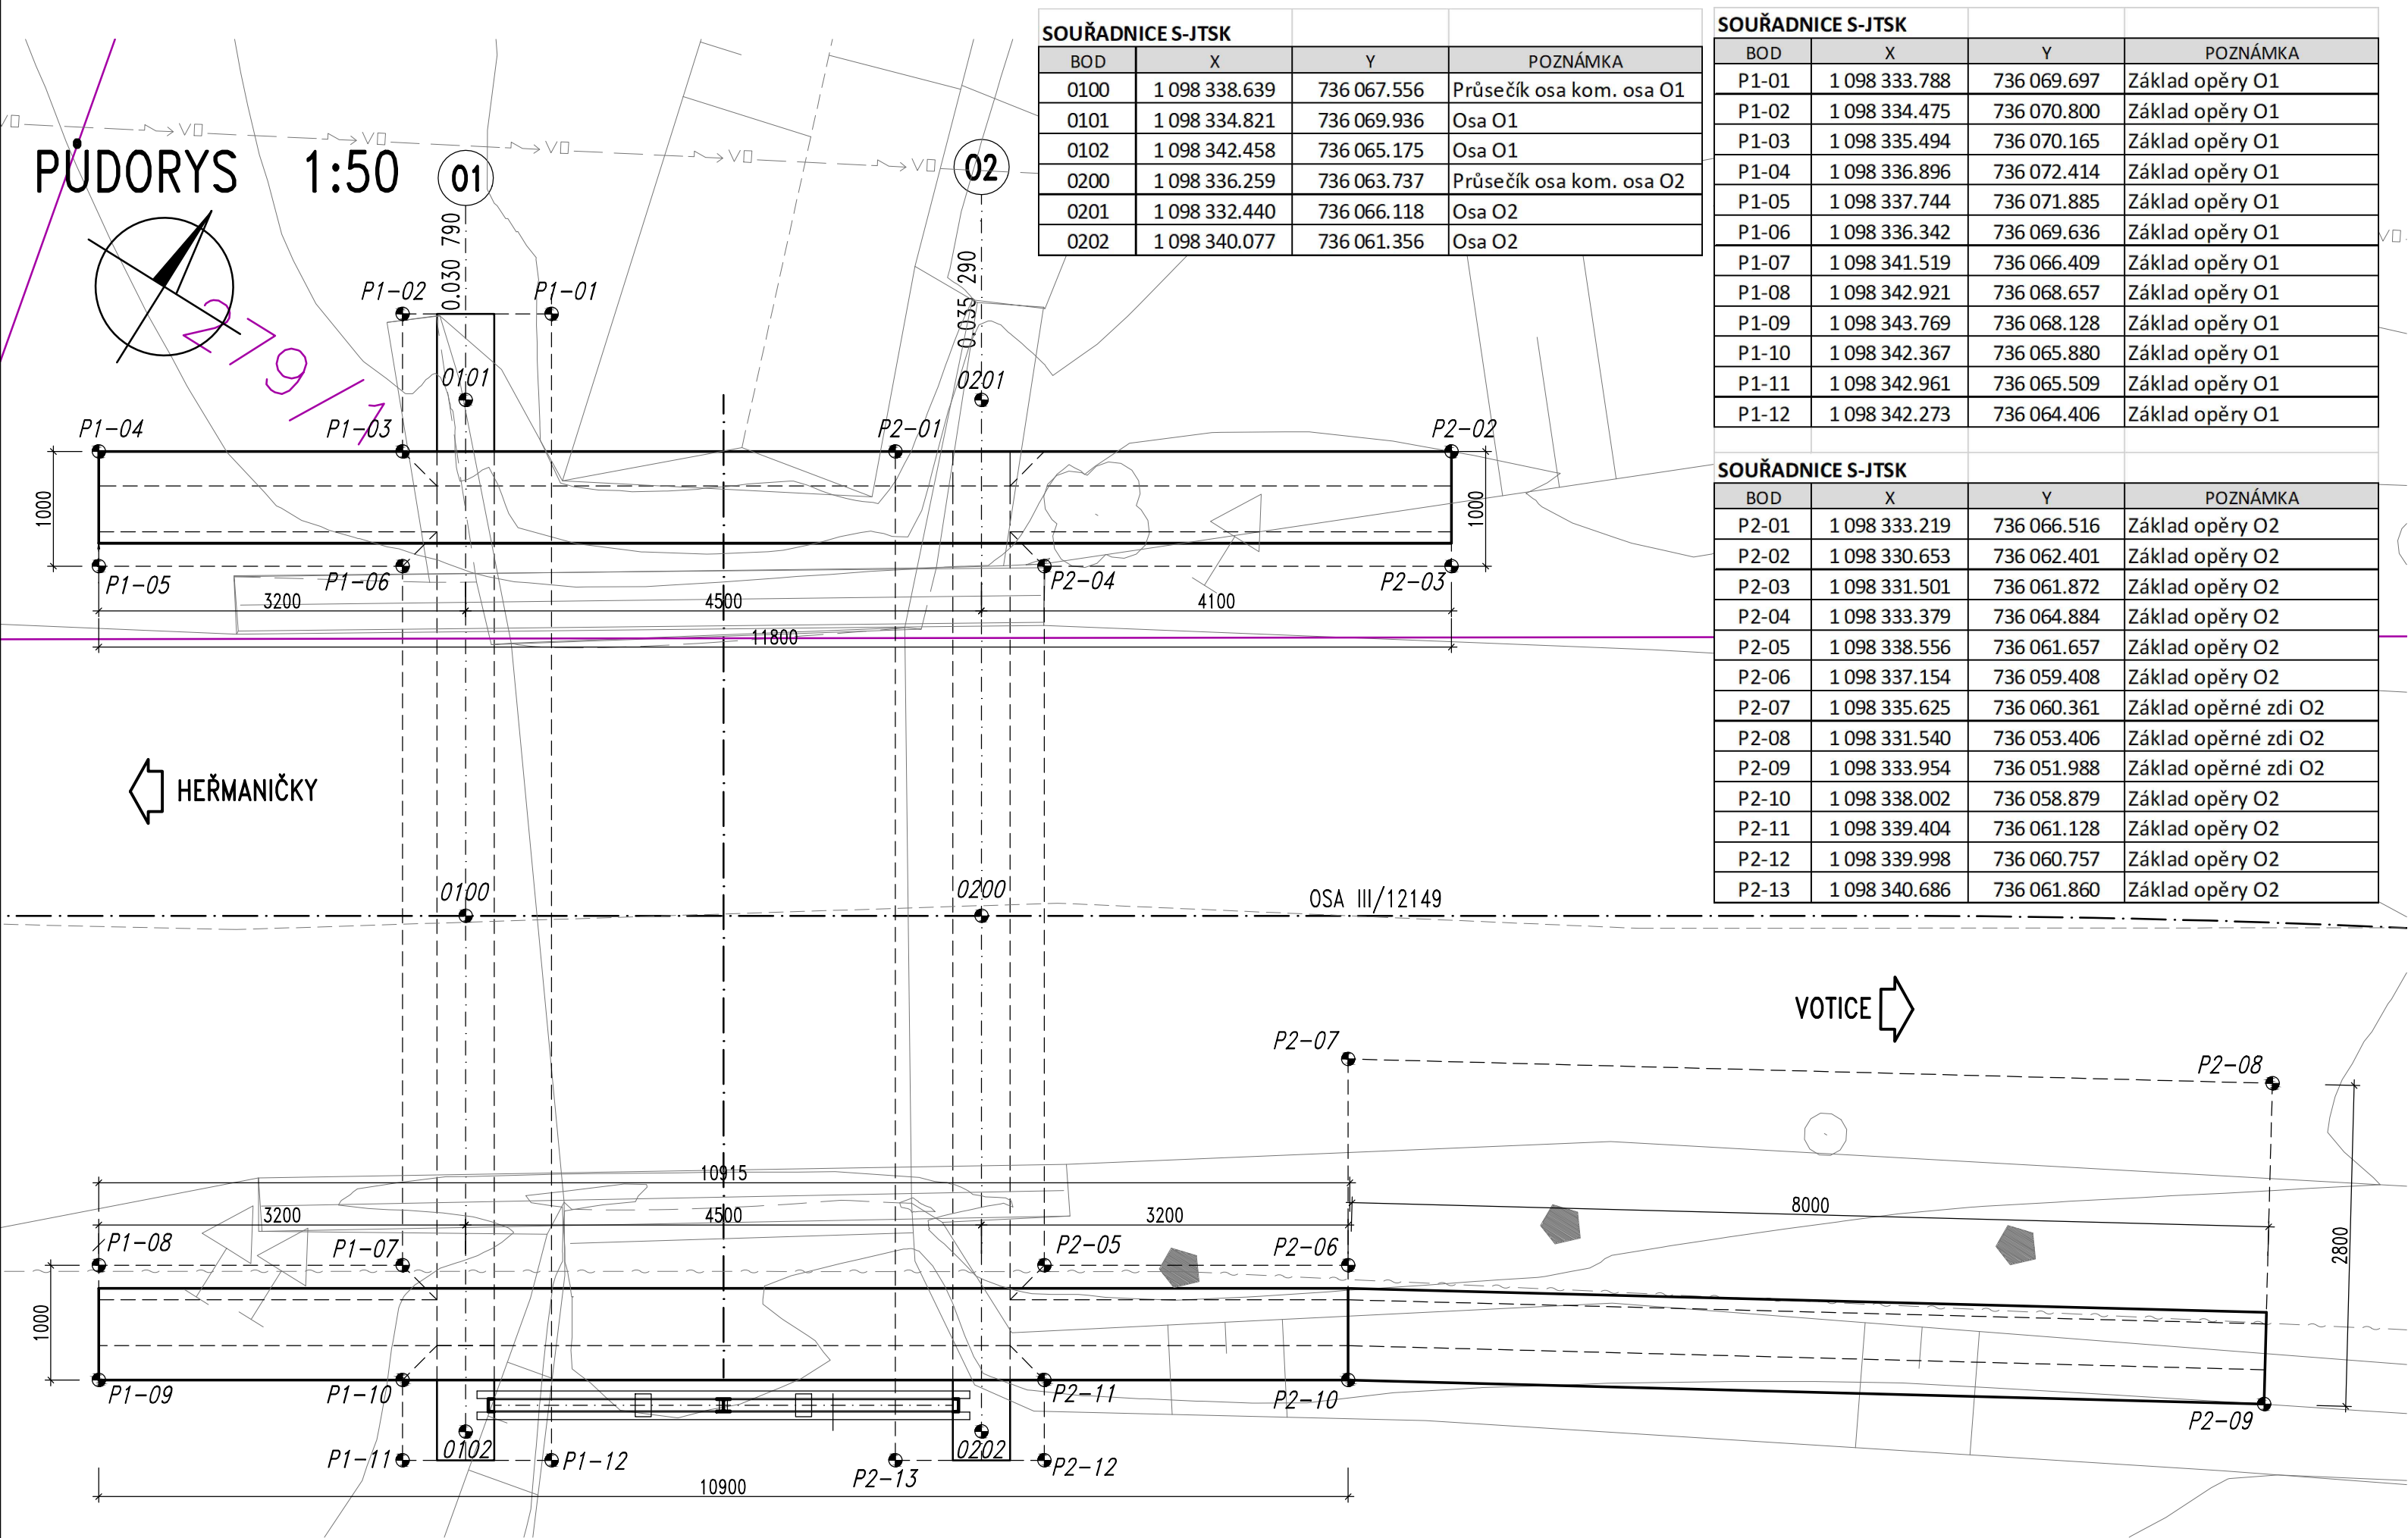 SOUŘADNICE S-JTSK
BOD X Y POZNÁMKA
0100 1 098 338.639 736 067.556 Průsečík osa kom. osa O1
0101 1 098 334.821 736 069.936 Osa O1
0102 1 098 342.458 736 065.175 Osa O1
0200 1 098 336.259 736 063.737 Průsečík osa kom. osa O2
0201 1 098 332.440 736 066.118 Osa O2
0202 1 098 340.077 736 061.356 Osa O2
SOUŘADNICE S-JTSK
BOD X Y POZNÁMKA
P1-01 1 098 333.788 736 069.697 Základ opěry O1
P1-02 1 098 334.475 736 070.800 Základ opěry O1
P1-03 1 098 335.494 736 070.165 Základ opěry O1
P1-04 1 098 336.896 736 072.414 Základ opěry O1
P1-05 1 098 337.744 736 071.885 Základ opěry O1
P1-06 1 098 336.342 736 069.636 Základ opěry O1
P1-07 1 098 341.519 736 066.409 Základ opěry O1
P1-08 1 098 342.921 736 068.657 Základ opěry O1
P1-09 1 098 343.769 736 068.128 Základ opěry O1
P1-10 1 098 342.367 736 065.880 Základ opěry O1
P1-11 1 098 342.961 736 065.509 Základ opěry O1
P1-12 1 098 342.273 736 064.406 Základ opěry O1
SOUŘADNICE S-JTSK
BOD X Y POZNÁMKA
P2-01 1 098 333.219 736 066.516 Základ opěry O2
P2-02 1 098 330.653 736 062.401 Základ opěry O2
P2-03 1 098 331.501 736 061.872 Základ opěry O2
P2-04 1 098 333.379 736 064.884 Základ opěry O2
P2-05 1 098 338.556 736 061.657 Základ opěry O2
P2-06 1 098 337.154 736 059.408 Základ opěry O2
P2-07 1 098 335.625 736 060.361 Základ opěrné zdi O2
P2-08 1 098 331.540 736 053.406 Základ opěrné zdi O2
P2-09 1 098 333.954 736 051.988 Základ opěrné zdi O2
P2-10 1 098 338.002 736 058.879 Základ opěry O2
P2-11 1 098 339.404 736 061.128 Základ opěry O2
P2-12 1 098 339.998 736 060.757 Základ opěry O2
P2-13 1 098 340.686 736 061.860 Základ opěry O2
PŮDORYS 1:50
01
02
0.030 790
0.035 290
279/1
P1-02
P1-01
0101
0201
P1-04
P1-03
P2-01
P2-02
1000
1000
P1-05
P1-06
P2-04
P2-03
3200
4500
4100
11800
HEŘMANIČKY
0100
0200
OSA III/12149
VOTICE
P2-07
P2-08
10915
3200
4500
3200
8000
2800
P1-08
P1-07
P2-05
P2-06
1000
P1-09
P1-10
P2-11
P2-10
P2-09
P1-11
0102
P1-12
P2-13
0202
P2-12
10900